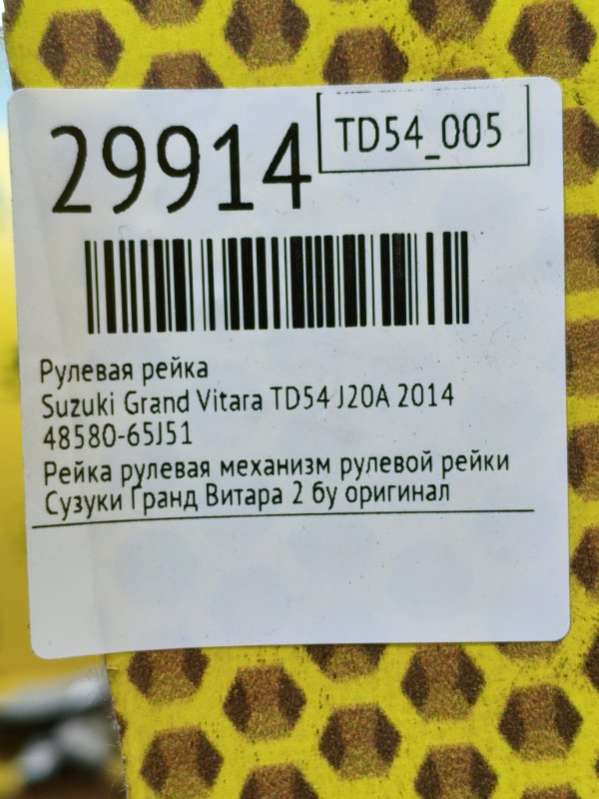 29914
TD54_005
Рулевая рейка
Suzuki Grand Vitara TD54 J20A 2014
48580-65J51
Рейка рулевая механизм рулевой рейки
Сузуки Гранд Витара 2 бу оригинал